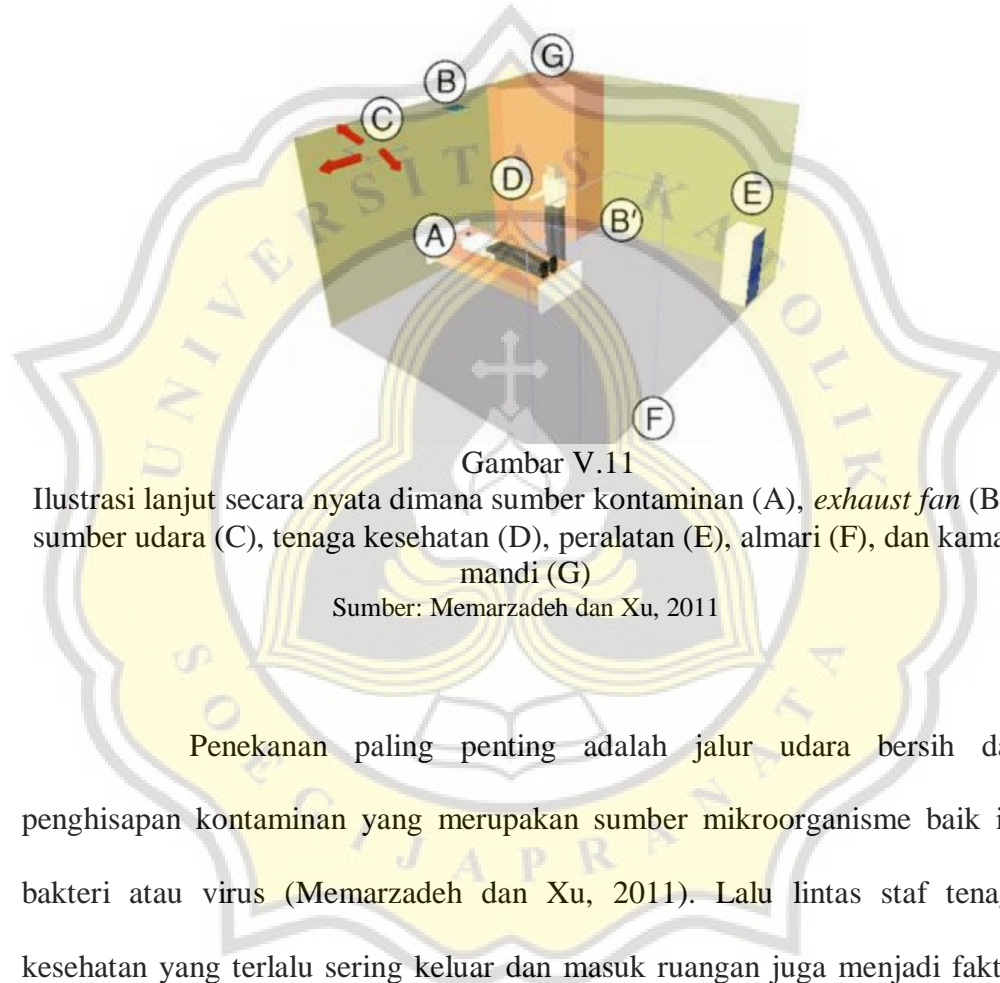 G
B
C
D
E
A
B'
F
UNIVERSITAS KATOLIK
SOEGIJAPRANATA
Gambar V.11
Ilustrasi lanjut secara nyata dimana sumber kontaminan (A), exhaust fan (B
sumber udara (C), tenaga kesehatan (D), peralatan (E), almari (F), dan kama
mandi (G)
Sumber: Memarzadeh dan Xu, 2011
Penekanan paling penting adalah jalur udara bersih da
penghisapan kontaminan yang merupakan sumber mikroorganisme baik i
bakteri atau virus (Memarzadeh dan Xu, 2011). Lalu lintas staf tenag
kesehatan yang terlalu sering keluar dan masuk ruangan juga menjadi fakt